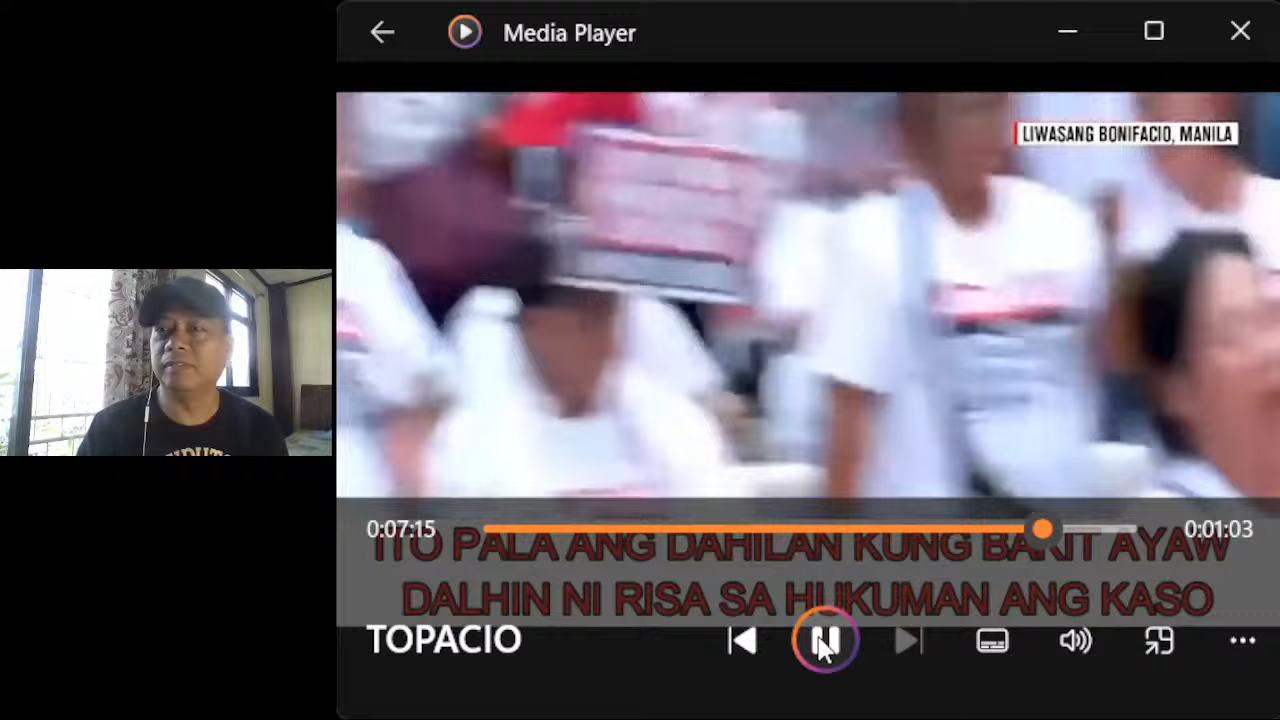 Media Player
LIWASANG BONIFACIO, MANILA
0:07:15
0:01:03
ITO PALA ANG DAHILAN KUNG BAKIT AYAW
DALHIN NI RISA SA HUKUMAN ANG KASO
TOPACIO